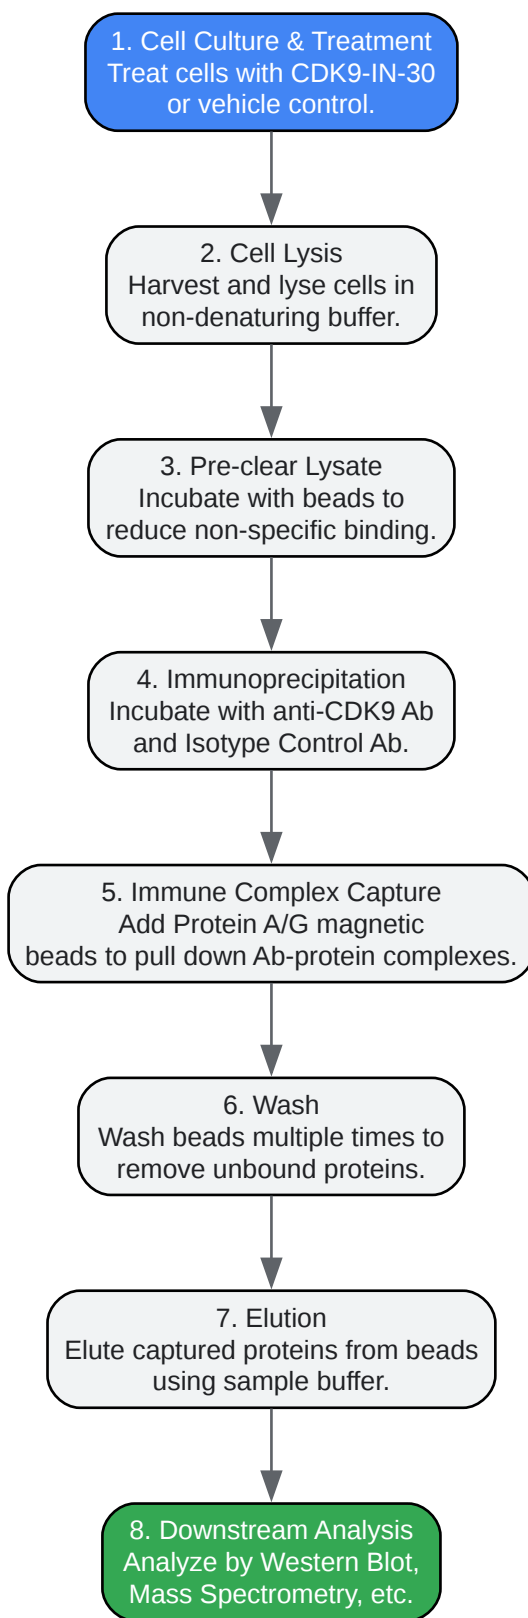 1. Cell Culture & Treatment
Treat cells with CDK9-IN-30
or vehicle control.
2. Cell Lysis
Harvest and lyse cells in
non-denaturing buffer.
3. Pre-clear Lysate
Incubate with beads to
reduce non-specific binding.
4. Immunoprecipitation
Incubate with anti-CDK9 Ab
and Isotype Control Ab.
5. Immune Complex Capture
Add Protein A/G magnetic
beads to pull down Ab-protein complexes.
6. Wash
Wash beads multiple times to
remove unbound proteins.
7. Elution
Elute captured proteins from beads
using sample buffer.
8. Downstream Analysis
Analyze by Western Blot,
Mass Spectrometry, etc.